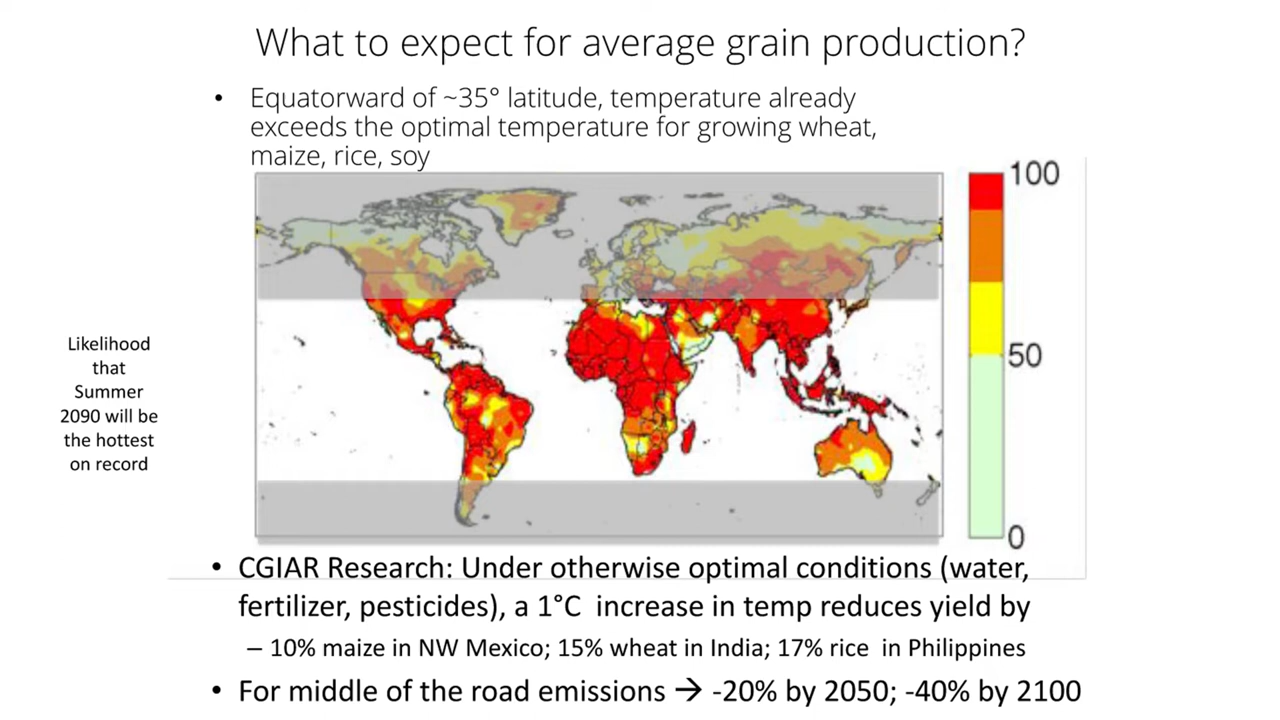 What to expect for average grain production?
• Equatorward of ~35° latitude, temperature already
exceeds the optimal temperature for growing wheat,
maize, rice, soy
100
50
0
Likelihood
that
Summer
2090 will be
the hottest
on record
• CGIAR Research: Under otherwise optimal conditions (water,
fertilizer, pesticides), a 1°C increase in temp reduces yield by
– 10% maize in NW Mexico; 15% wheat in India; 17% rice in Philippines
• For middle of the road emissions → -20% by 2050; -40% by 2100